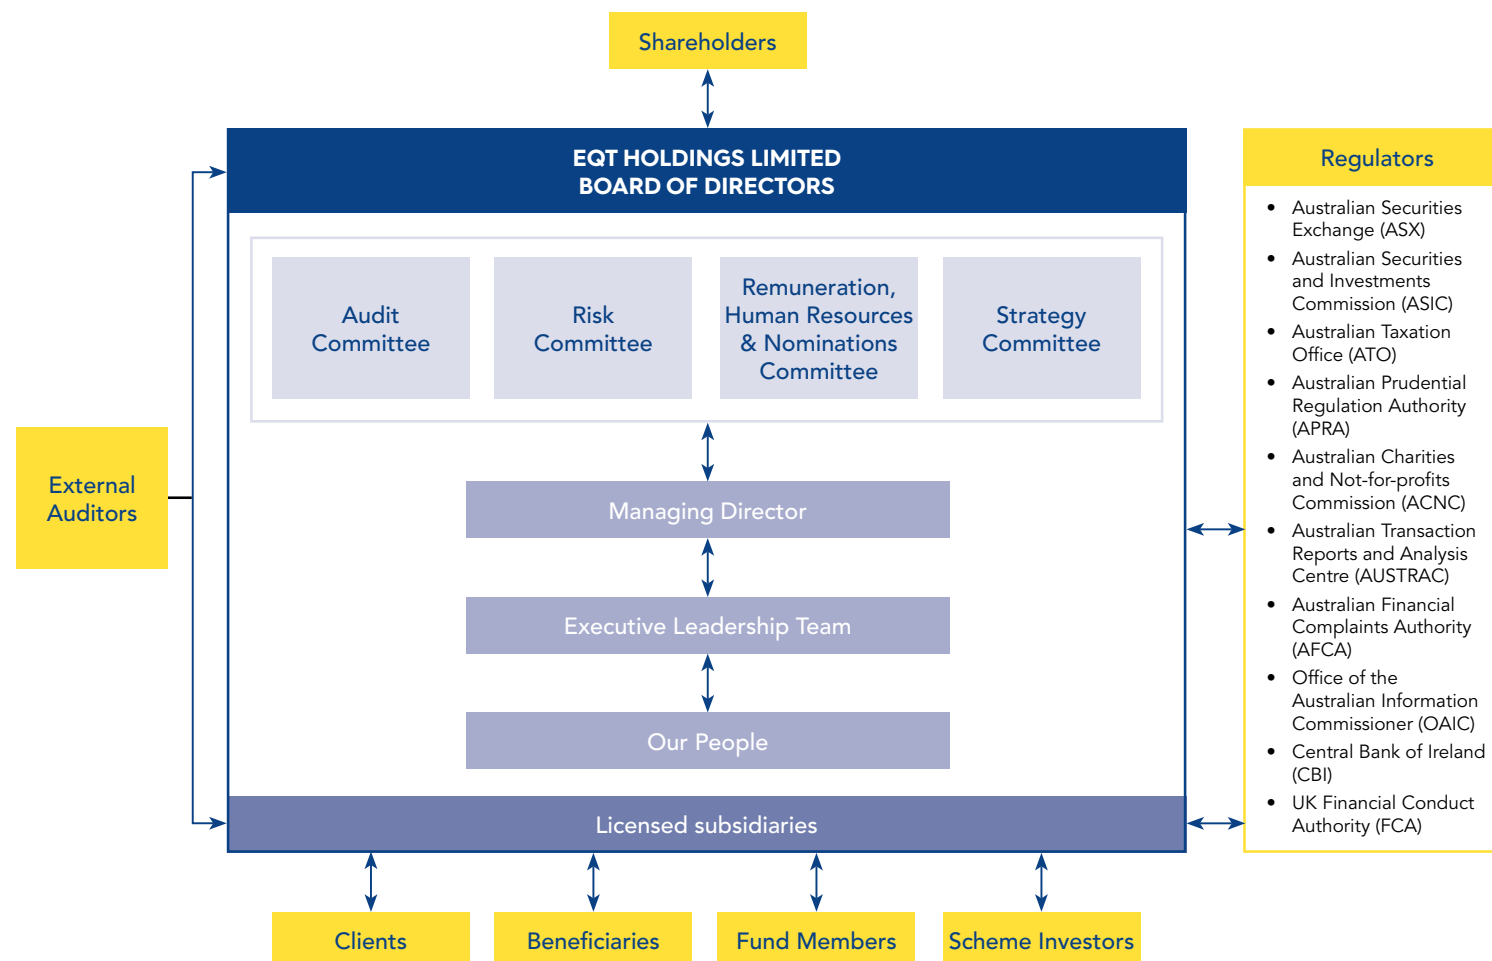 Shareholders
EQT HOLDINGS LIMITED
BOARD OF DIRECTORS
Audit
Committee
Risk
Committee
Remuneration,
Human Resources
& Nominations
Committee
Strategy
Committee
Managing Director
Executive Leadership Team
Our People
Licensed subsidiaries
External
Auditors
Clients
Beneficiaries
Fund Members
Scheme Investors
Regulators
• Australian Securities
Exchange (ASX)
• Australian Securities
and Investments
Commission (ASIC)
• Australian Taxation
Office (ATO)
• Australian Prudential
Regulation Authority
(APRA)
• Australian Charities
and Not-for-profits
Commission (ACNC)
• Australian Transaction
Reports and Analysis
Centre (AUSTRAC)
• Australian Financial
Complaints Authority
(AFCA)
• Office of the
Australian Information
Commissioner (OAIC)
• Central Bank of Ireland
(CBI)
• UK Financial Conduct
Authority (FCA)